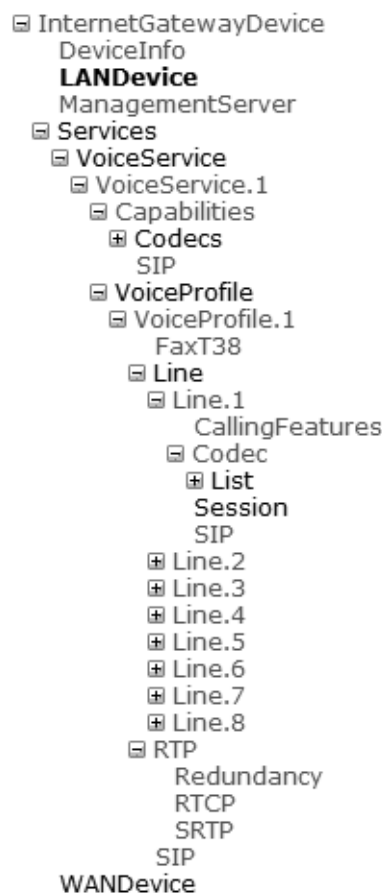 InternetGatewayDevice
DeviceInfo
LANDevice
ManagementServer
Services
VoiceService
VoiceService.1
Capabilities
Codecs
SIP
VoiceProfile
VoiceProfile.1
FaxT38
Line
Line.1
CallingFeatures
Codec
List
Session
SIP
Line.2
Line.3
Line.4
Line.5
Line.6
Line.7
Line.8
RTP
Redundancy
RTCP
SRTP
SIP
WANDevice